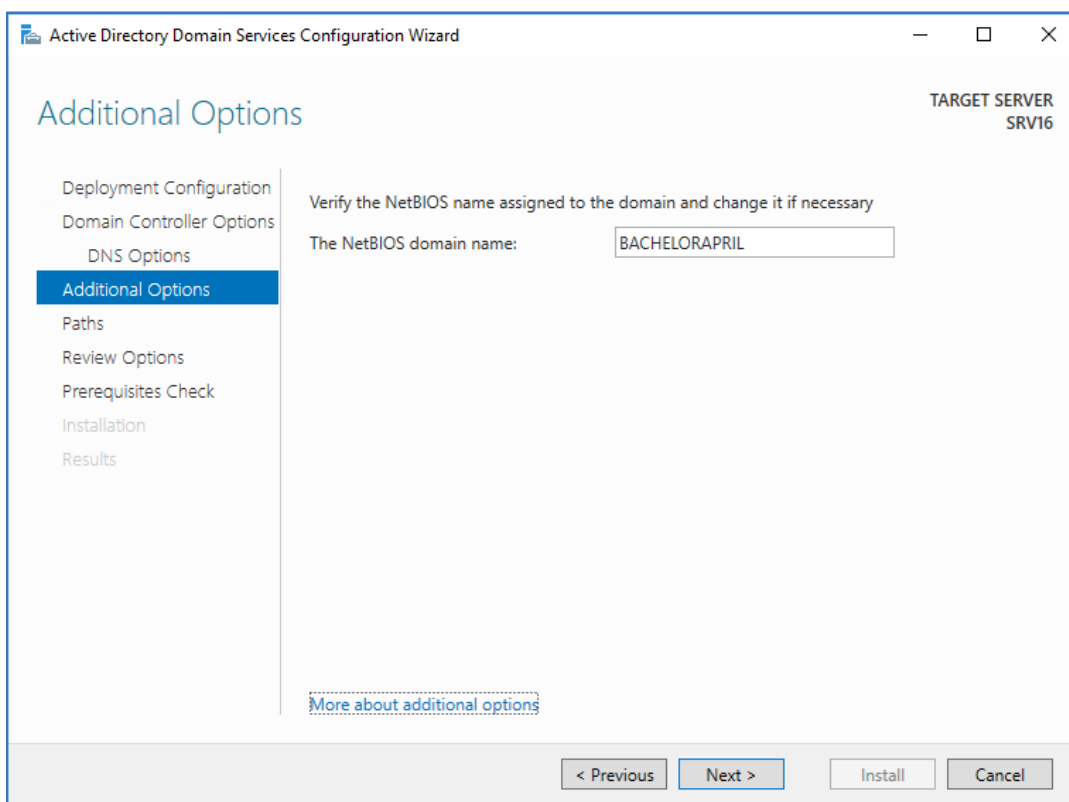 Active Directory Domain Services Configuration Wizard
Additional Options
TARGET SERVER
SRV16
Deployment Configuration
Domain Controller Options
DNS Options
Additional Options
Paths
Review Options
Prerequisites Check
Installation
Results
Verify the NetBIOS name assigned to the domain and change it if necessary
The NetBIOS domain name: BACHELORAPRIL
More about additional options
< Previous Next > Install Cancel